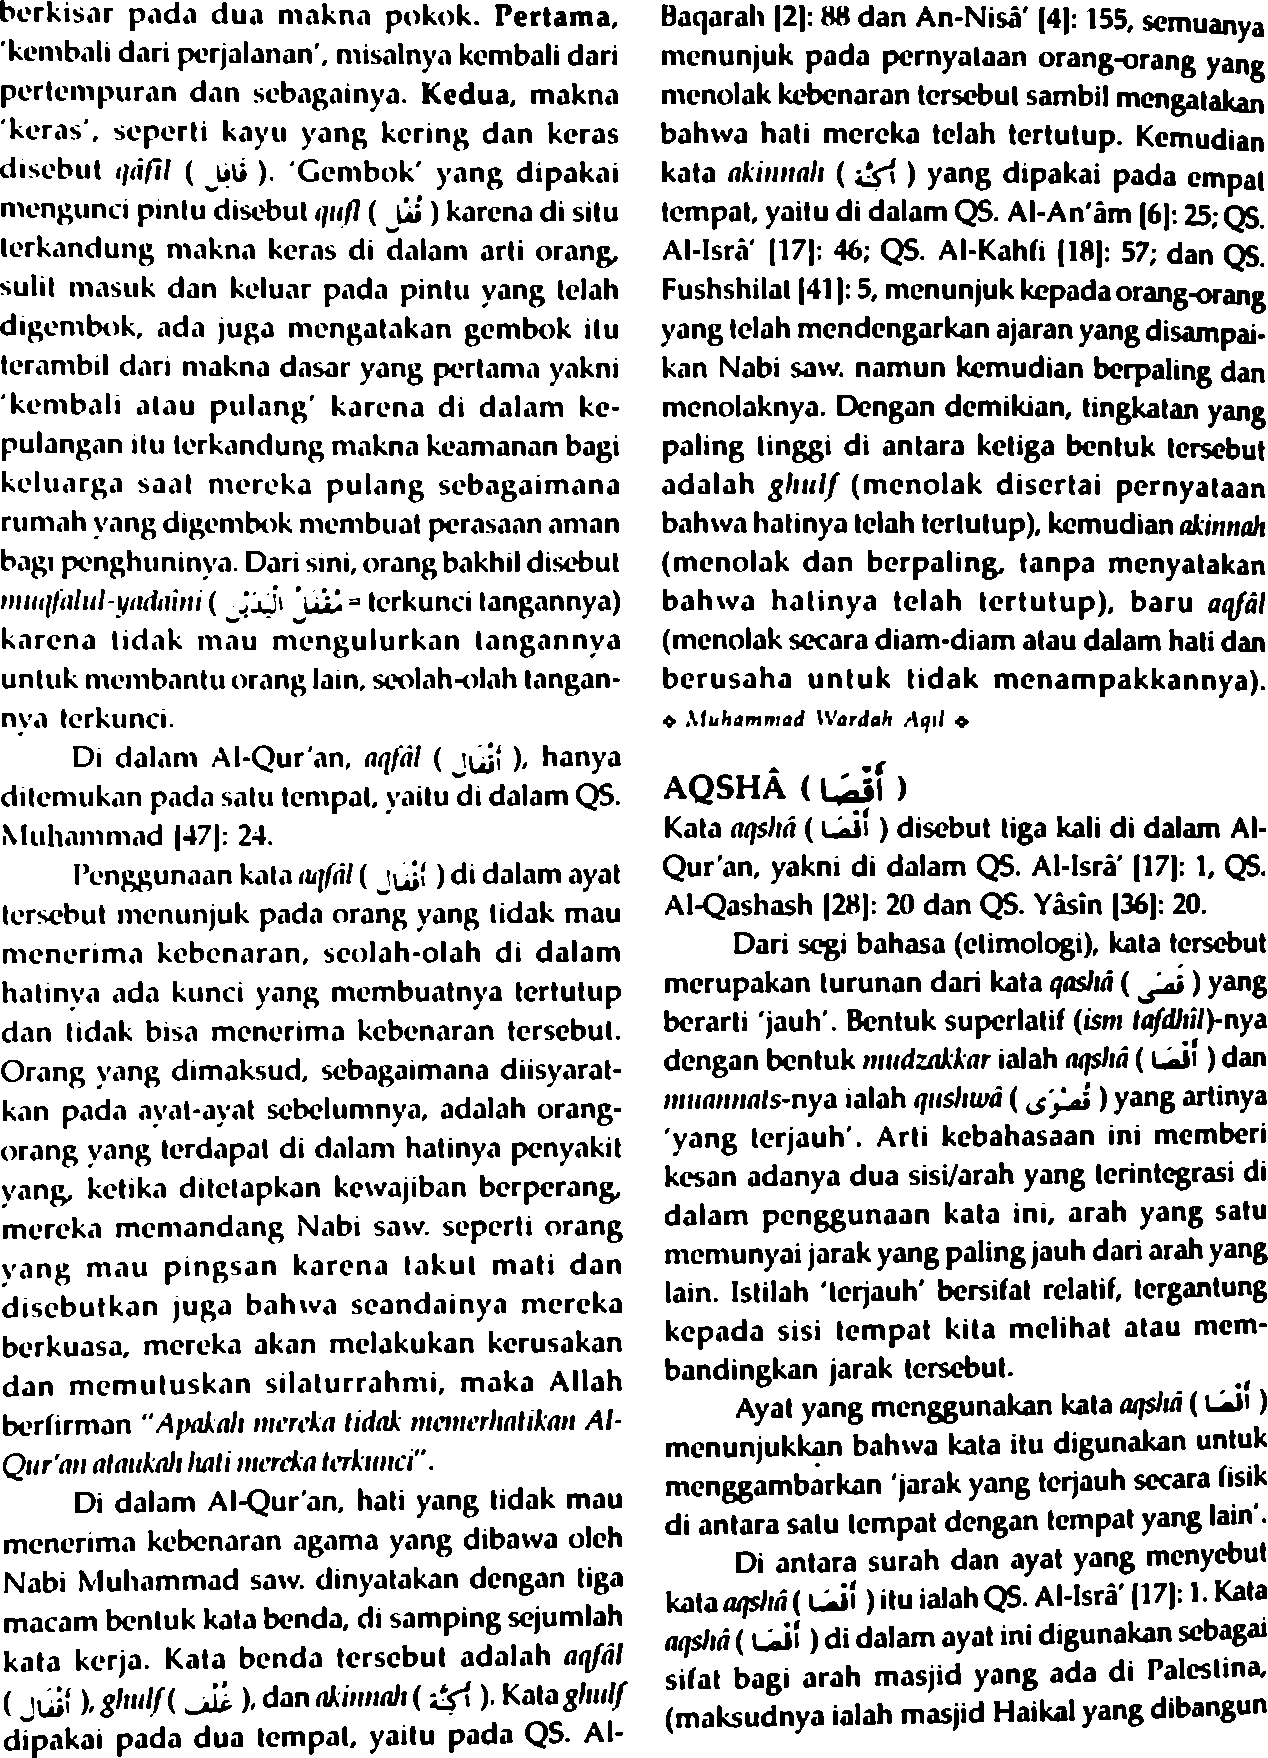 berkisar pada dua makna pokok. Pertama,
'kembali dari perjalanan', misalnya kembali dari
pertempuran dan sebagainya. Kedua, makna
'keras', seperti kayu yang kering dan keras
disebut qâfil ( قَافِل ). 'Gembok' yang dipakai
mengunci pintu disebut qufl ( قُفْل ) karena di situ
terkandung makna keras di dalam arti orang,
sulit masuk dan keluar pada pintu yang telah
digembok, ada juga mengatakan gembok itu
terambil dari makna dasar yang pertama yakni
'kembali atau pulang' karena di dalam ke-
pulangan itu terkandung makna keamanan bagi
keluarga saat mereka pulang sebagaimana
rumah yang digembok membuat perasaan aman
bagi penghuninya. Dari sini, orang bakhil disebut
muqfalul-yadaini ( مُقْفَلُ الْيَدَيْنِ = terkunci tangannya)
karena tidak mau mengulurkan tangannya
untuk membantu orang lain, seolah-olah tangan-
nya terkunci.
Di dalam Al-Qur'an, aqfâl ( أَقْفَال ), hanya
ditemukan pada satu tempat, yaitu di dalam QS.
Muhammad [47]: 24.
Penggunaan kata aqfâl ( أَقْفَال ) di dalam ayat
tersebut menunjuk pada orang yang tidak mau
menerima kebenaran, seolah-olah di dalam
hatinya ada kunci yang membuatnya tertutup
dan tidak bisa menerima kebenaran tersebut.
Orang yang dimaksud, sebagaimana diisyarat-
kan pada ayat-ayat sebelumnya, adalah orang-
orang yang terdapat di dalam hatinya penyakit
yang, ketika ditetapkan kewajiban berperang,
mereka memandang Nabi saw. seperti orang
yang mau pingsan karena takut mati dan
disebutkan juga bahwa seandainya mereka
berkuasa, mereka akan melakukan kerusakan
dan memutuskan silaturrahmi, maka Allah
berfirman "Apakah mereka tidak memerhatikan Al-
Qur'an ataukah hati mereka terkunci".
Di dalam Al-Qur'an, hati yang tidak mau
menerima kebenaran agama yang dibawa oleh
Nabi Muhammad saw. dinyatakan dengan tiga
macam bentuk kata benda, di samping sejumlah
kata kerja. Kata benda tersebut adalah aqfâl
( أَقْفَال ), ghulf ( غُلْف ), dan akinnah ( أَكِنَّة ). Kata ghulf
dipakai pada dua tempat, yaitu pada QS. Al-
Baqarah [2]: 88 dan An-Nisâ' [4]: 155, semuanya
menunjuk pada pernyataan orang-orang yang
menolak kebenaran tersebut sambil mengatakan
bahwa hati mereka telah tertutup. Kemudian
kata akinnah ( أَكِنَّة ) yang dipakai pada empat
tempat, yaitu di dalam QS. Al-An'âm [6]: 25; QS.
Al-Isrâ' [17]: 46; QS. Al-Kahfi [18]: 57; dan QS.
Fushshilat [41]: 5, menunjuk kepada orang-orang
yang telah mendengarkan ajaran yang disampai-
kan Nabi saw. namun kemudian berpaling dan
menolaknya. Dengan demikian, tingkatan yang
paling tinggi di antara ketiga bentuk tersebut
adalah ghulf (menolak disertai pernyataan
bahwa hatinya telah tertutup), kemudian akinnah
(menolak dan berpaling, tanpa menyatakan
bahwa hatinya telah tertutup), baru aqfâl
(menolak secara diam-diam atau dalam hati dan
berusaha untuk tidak menampakkannya).
❖ Muhammad Wardah Aqil ❖
AQSHÂ ( أَقْصَا )
Kata aqshâ ( أَقْصَا ) disebut tiga kali di dalam Al-
Qur'an, yakni di dalam QS. Al-Isrâ' [17]: 1, QS.
Al-Qashash [28]: 20 dan QS. Yâsîn [36]: 20.
Dari segi bahasa (etimologi), kata tersebut
merupakan turunan dari kata qashâ ( قَصَى ) yang
berarti 'jauh'. Bentuk superlatif (ism tafdhîl)-nya
dengan bentuk mudzakkar ialah aqshâ ( أَقْصَا ) dan
muannats-nya ialah qushwâ ( قُصْوَى ) yang artinya
'yang terjauh'. Arti kebahasaan ini memberi
kesan adanya dua sisi/arah yang terintegrasi di
dalam penggunaan kata ini, arah yang satu
memunyai jarak yang paling jauh dari arah yang
lain. Istilah 'terjauh' bersifat relatif, tergantung
kepada sisi tempat kita melihat atau mem-
bandingkan jarak tersebut.
Ayat yang menggunakan kata aqshâ ( أَقْصَا )
menunjukkan bahwa kata itu digunakan untuk
menggambarkan 'jarak yang terjauh secara fisik
di antara satu tempat dengan tempat yang lain'.
Di antara surah dan ayat yang menyebut
kata aqshâ ( أَقْصَا ) itu ialah QS. Al-Isrâ' [17]: 1. Kata
aqshâ ( أَقْصَا ) di dalam ayat ini digunakan sebagai
sifat bagi arah masjid yang ada di Palestina,
(maksudnya ialah masjid Haikal yang dibangun